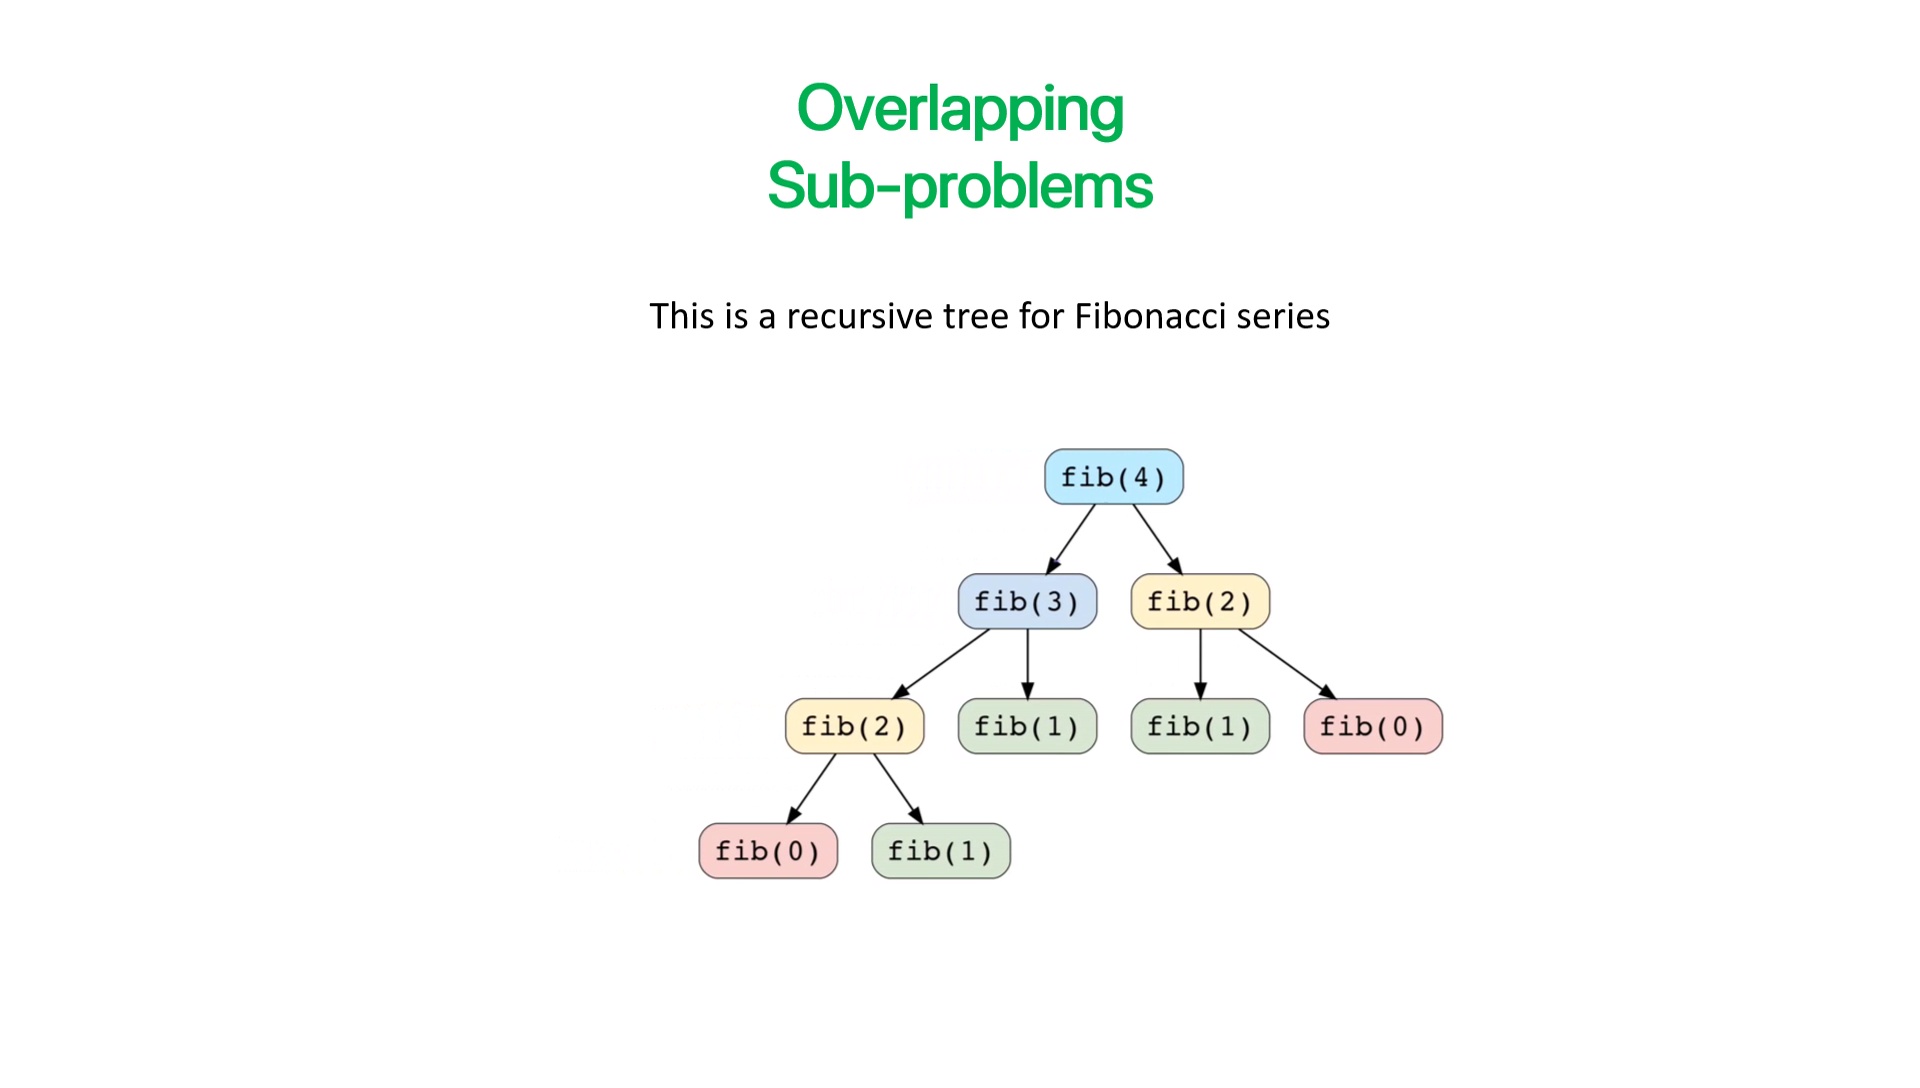 Overlapping
Sub-problems
This is a recursive tree for Fibonacci series
fib(4)
fib(3) fib(2)
fib(2) fib(1) fib(1) fib(0)
fib(0) fib(1)